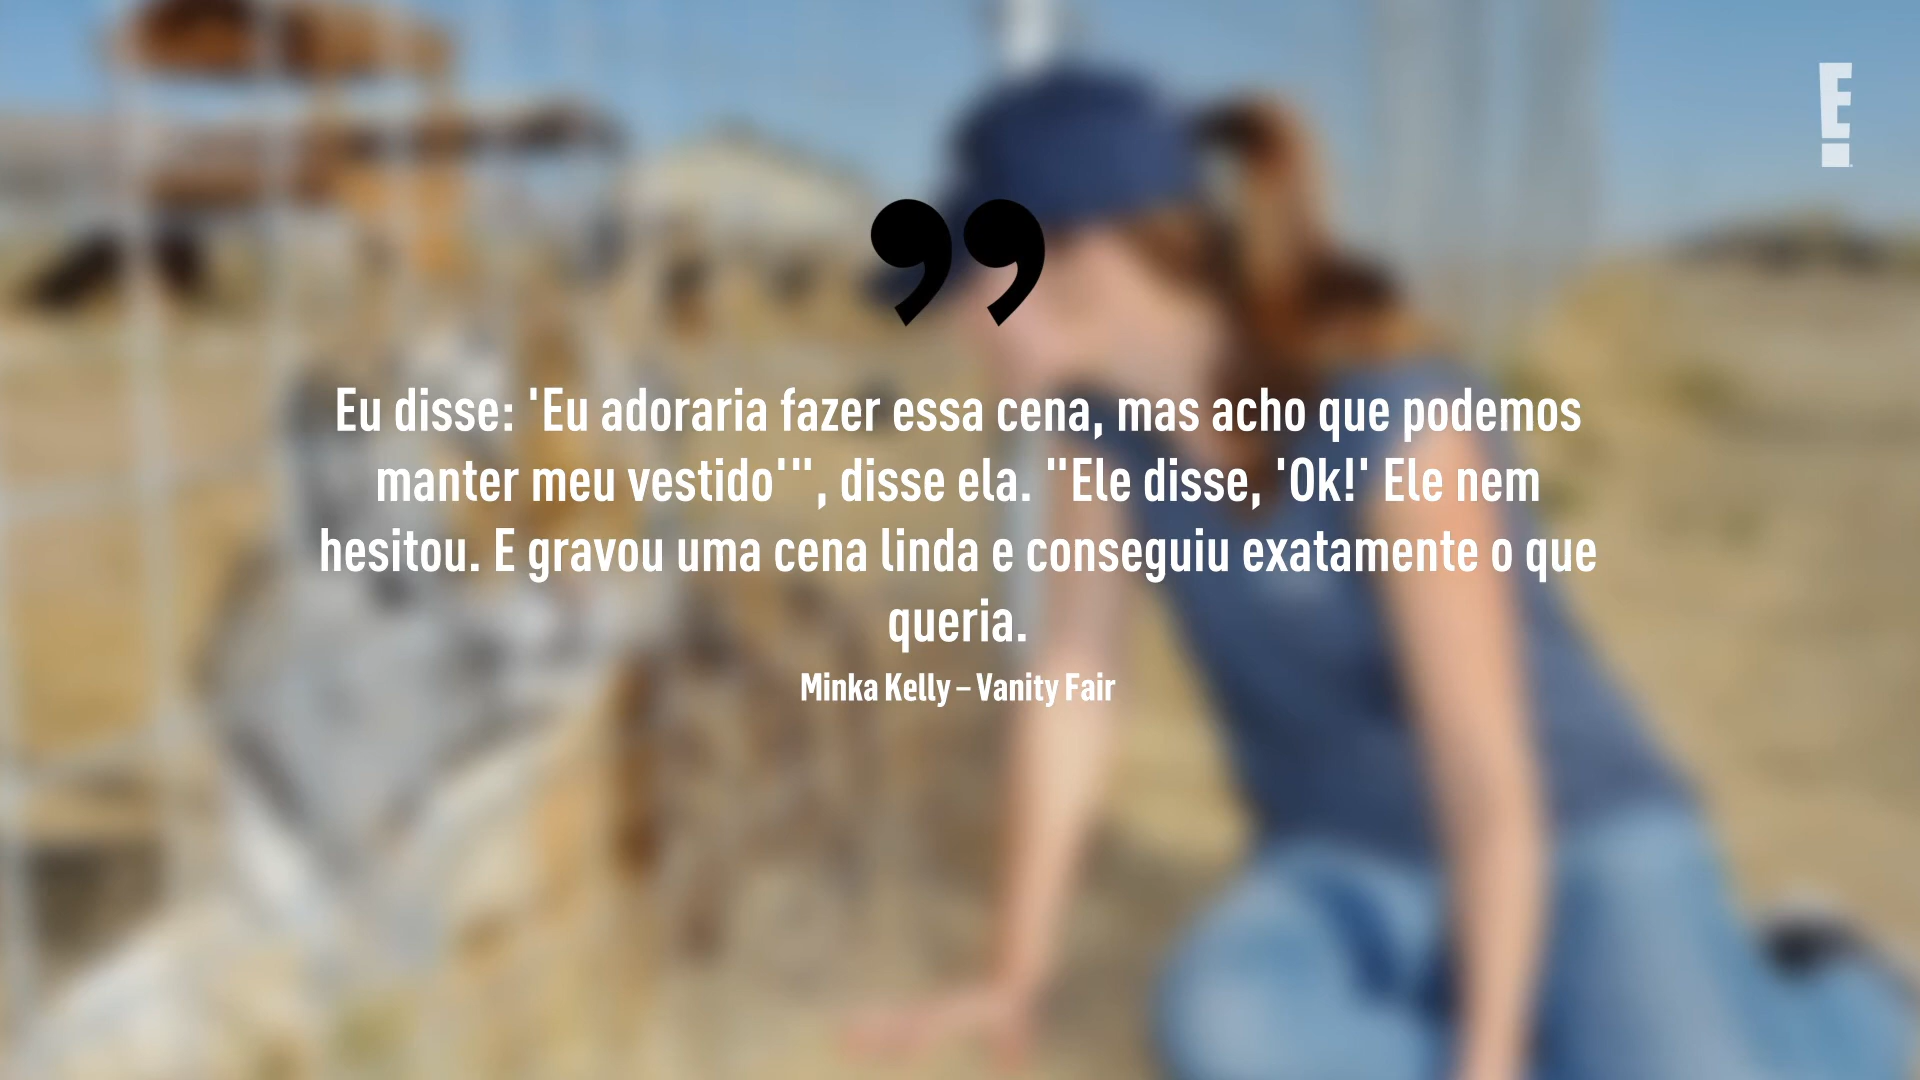 E!
”
Eu disse: 'Eu adoraria fazer essa cena, mas acho que podemos
manter meu vestido'", disse ela. "Ele disse, 'Ok!' Ele nem
hesitou. E gravou uma cena linda e conseguiu exatamente o que
queria.
Minka Kelly – Vanity Fair